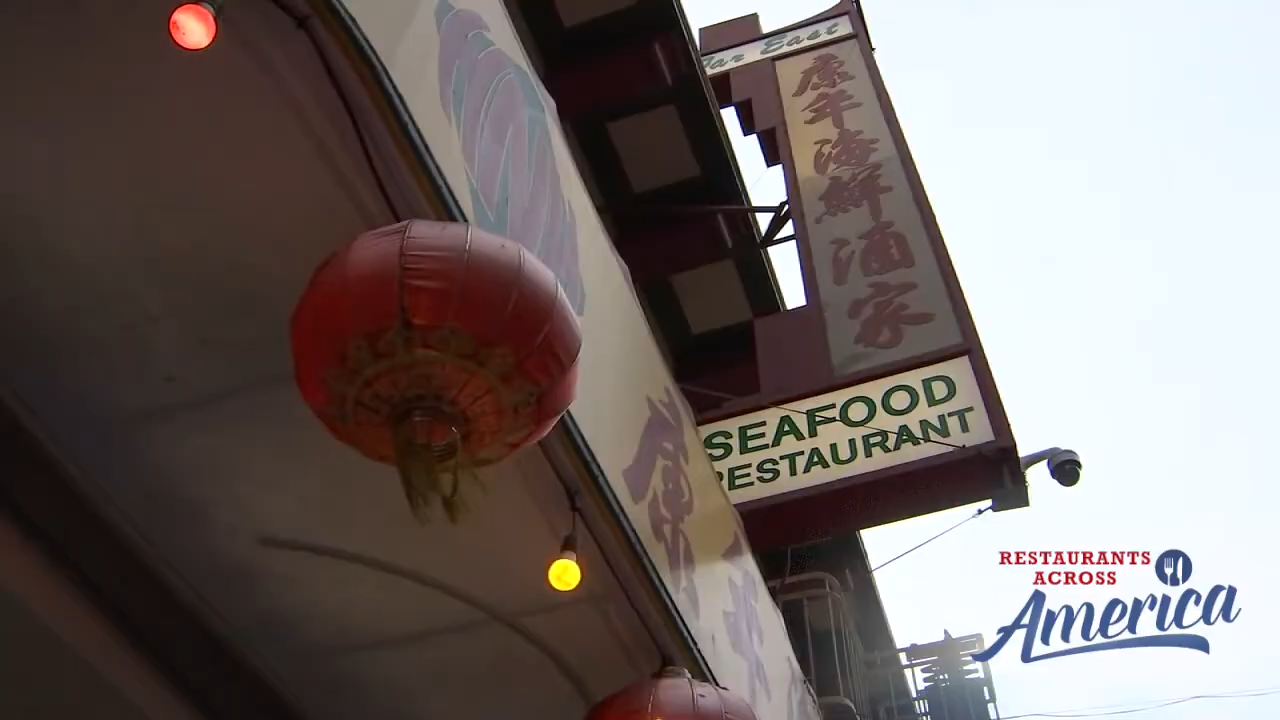 Far East
康年海鮮酒家
SEAFOOD
RESTAURANT
RESTAURANTS
ACROSS
America